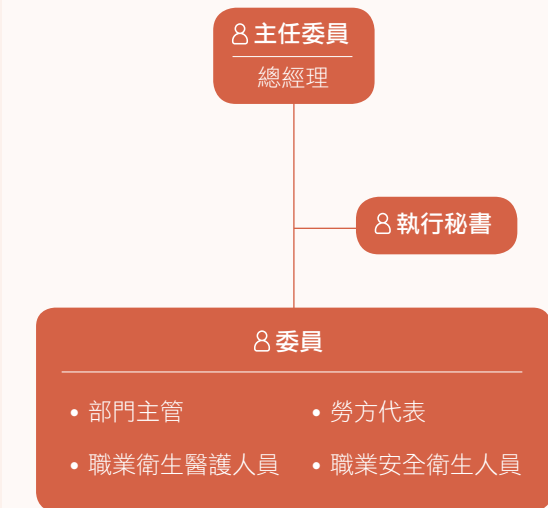 主任委員
總經理
執行秘書
委員
• 部門主管
• 勞方代表
• 職業衛生醫護人員
• 職業安全衛生人員